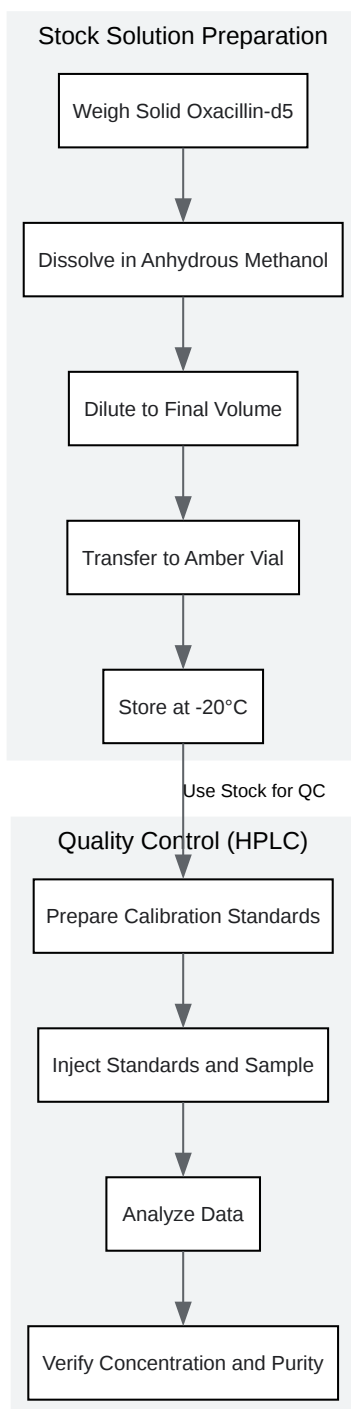 Stock Solution Preparation
Weigh Solid Oxacillin-d5
Dissolve in Anhydrous Methanol
Dilute to Final Volume
Transfer to Amber Vial
Store at -20°C
Use Stock for QC
Quality Control (HPLC)
Prepare Calibration Standards
Inject Standards and Sample
Analyze Data
Verify Concentration and Purity